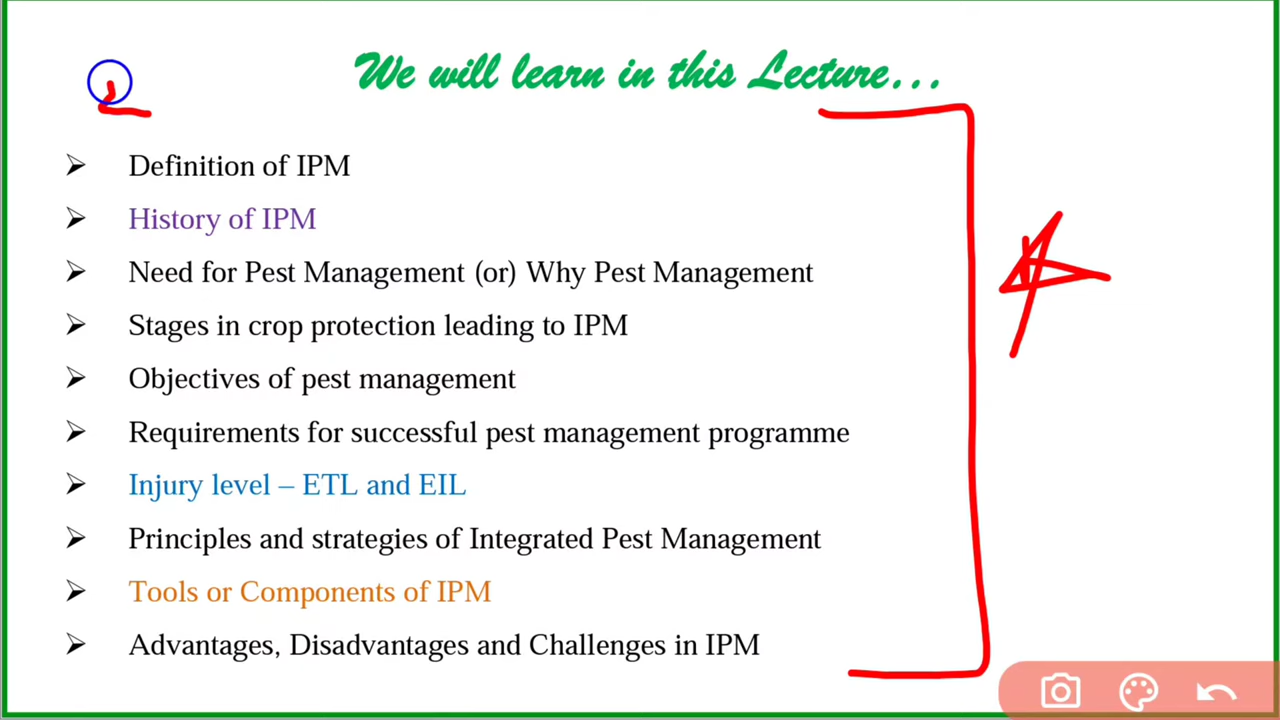 We will learn in this Lecture...
Definition of IPM
History of IPM
Need for Pest Management (or) Why Pest Management
Stages in crop protection leading to IPM
Objectives of pest management
Requirements for successful pest management programme
Injury level – ETL and EIL
Principles and strategies of Integrated Pest Management
Tools or Components of IPM
Advantages, Disadvantages and Challenges in IPM